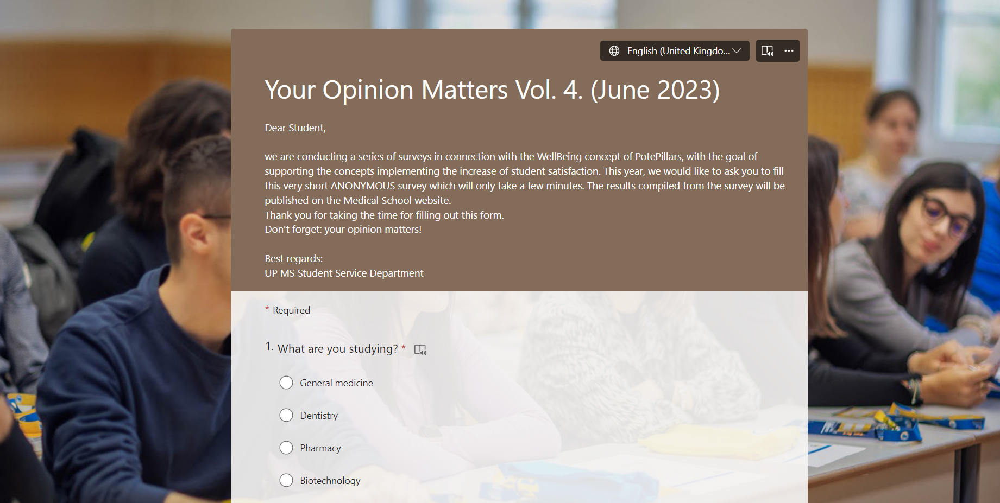 English (United Kingdo...
Your Opinion Matters Vol. 4. (June 2023)
Dear Student,
we are conducting a series of surveys in connection with the WellBeing concept of PotePillars, with the goal of
supporting the concepts implementing the increase of student satisfaction. This year, we would like to ask you to fill
this very short ANONYMOUS survey which will only take a few minutes. The results compiled from the survey will be
published on the Medical School website.
Thank you for taking the time for filling out this form.
Don't forget: your opinion matters!
Best regards:
UP MS Student Service Department
* Required
1. What are you studying? *
General medicine
Dentistry
Pharmacy
Biotechnology